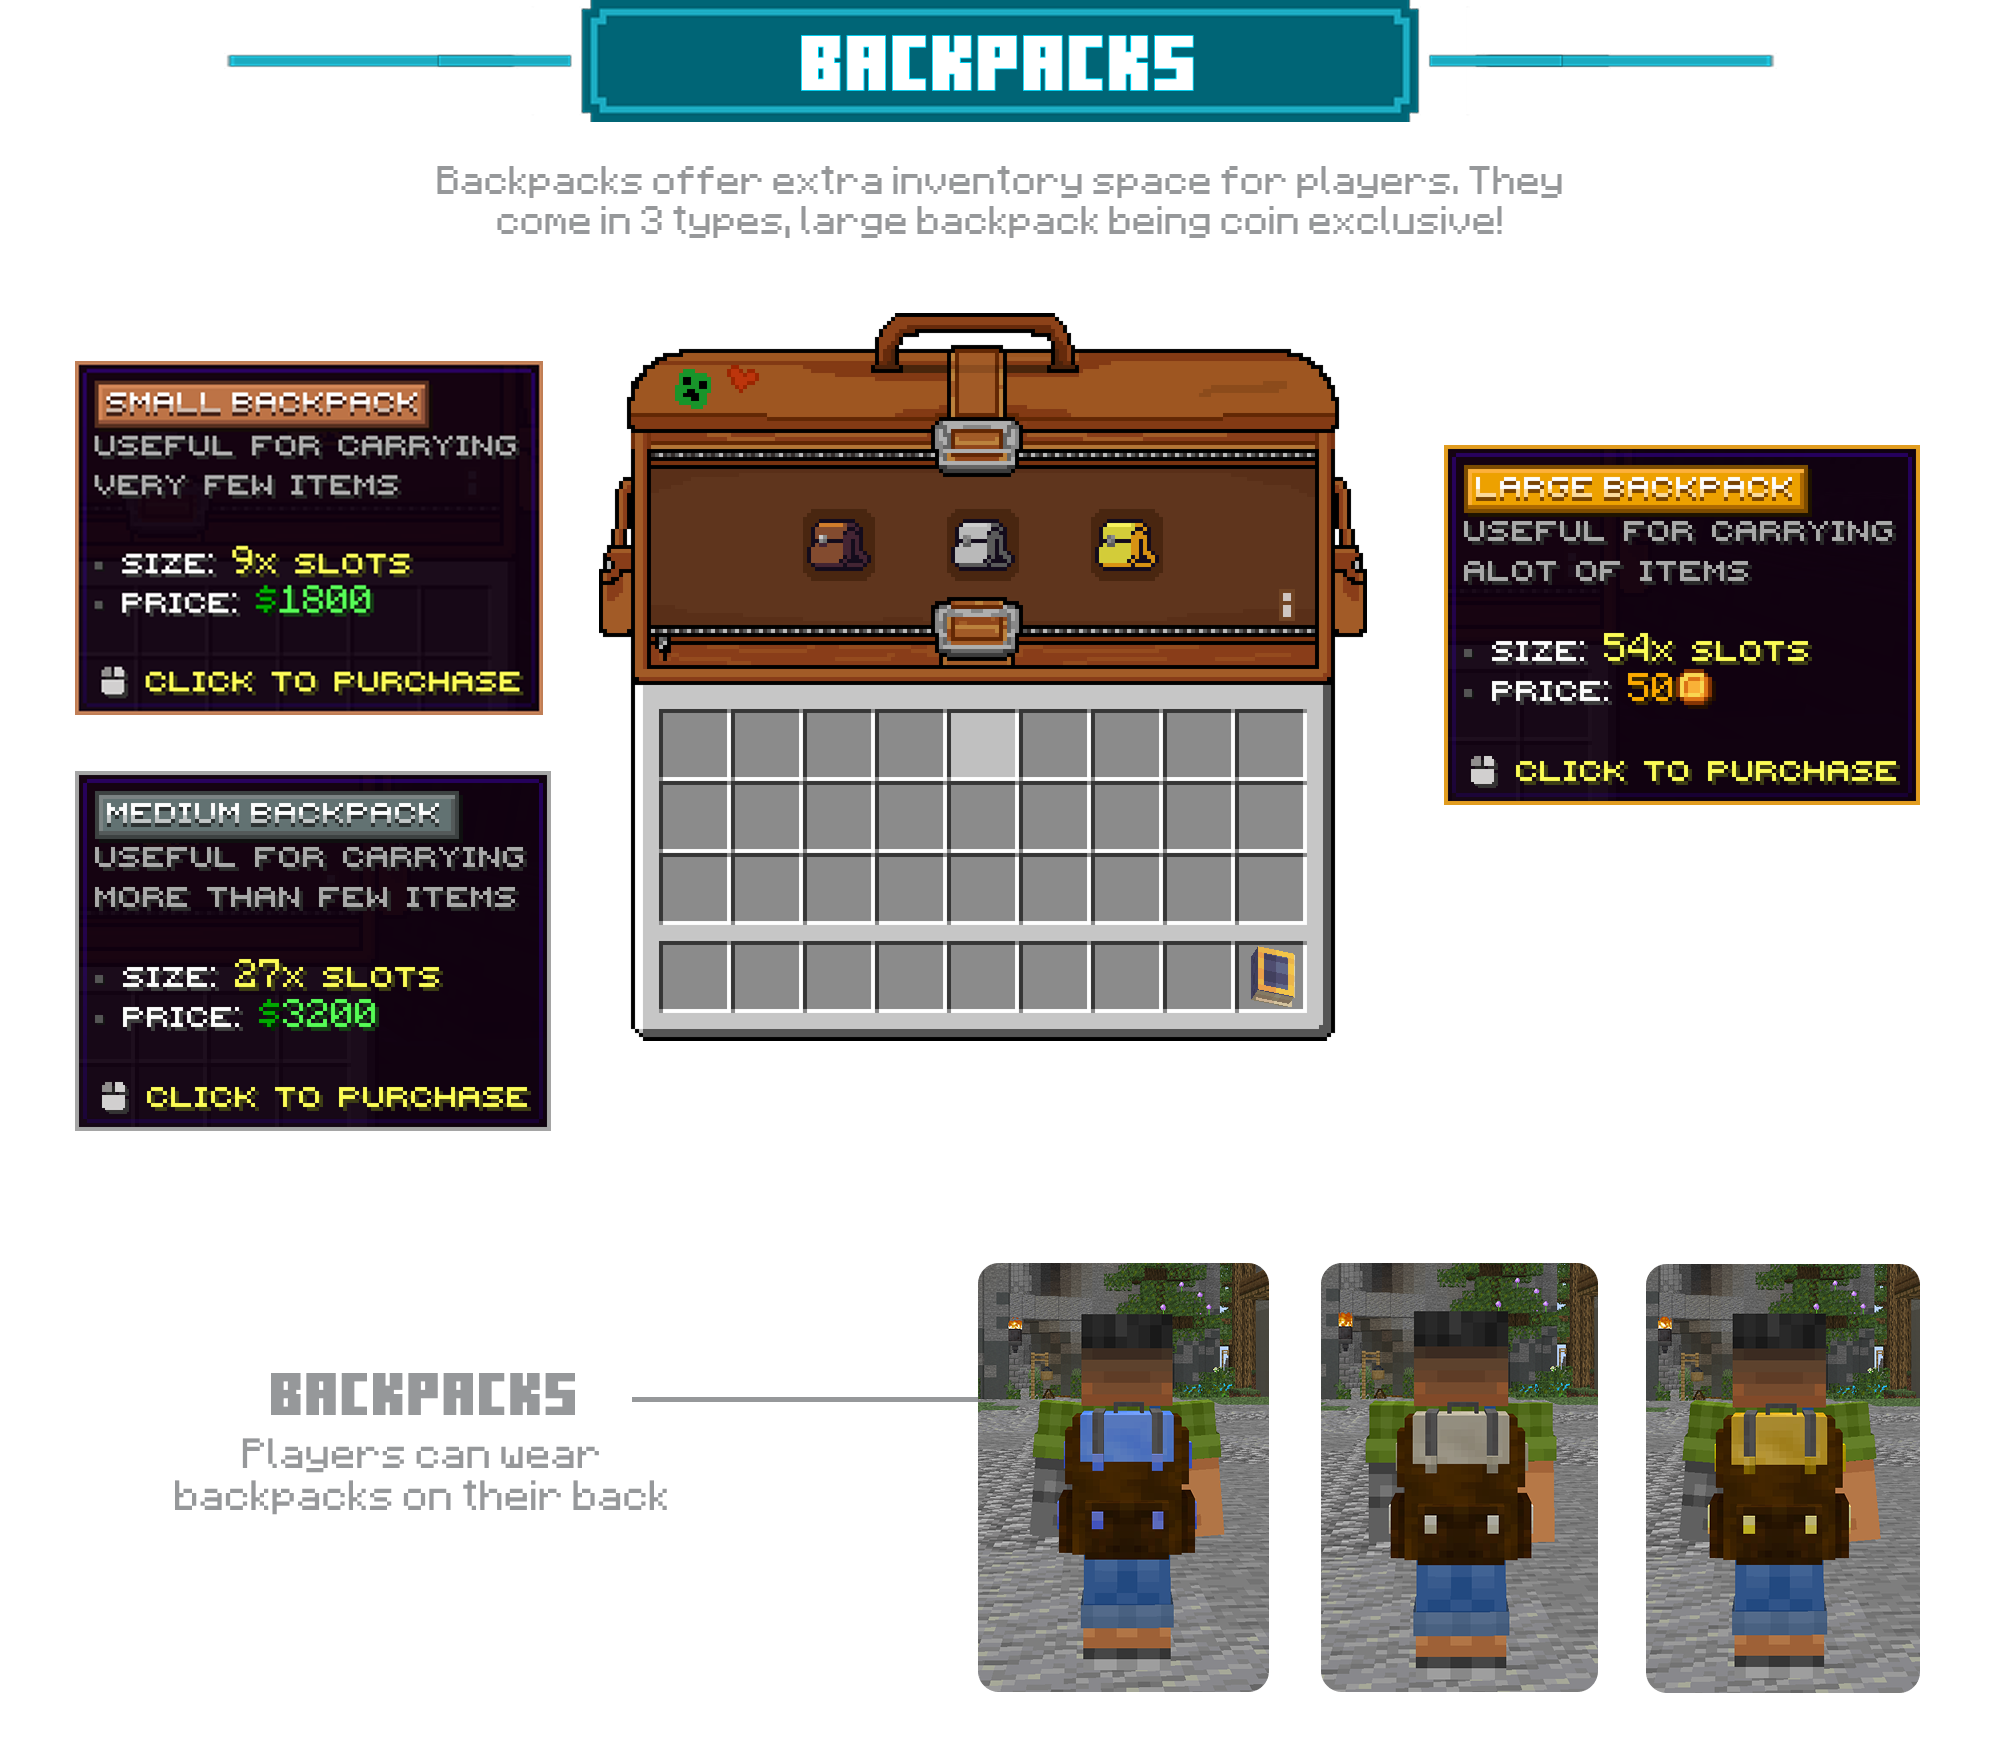 BACKPACKS
Backpacks offer extra inventory space for players. They
come in 3 types, large backpack being coin exclusive!
SMALL BACKPACK
USEFUL FOR CARRYING
VERY FEW ITEMS
SIZE: 9x SLOTS
PRICE: $1800
CLICK TO PURCHASE
MEDIUM BACKPACK
USEFUL FOR CARRYING
MORE THAN FEW ITEMS
SIZE: 27x SLOTS
PRICE: $3200
CLICK TO PURCHASE
LARGE BACKPACK
USEFUL FOR CARRYING
ALOT OF ITEMS
SIZE: 54x SLOTS
PRICE: 50
CLICK TO PURCHASE
BACKPACKS
Players can wear
backpacks on their back